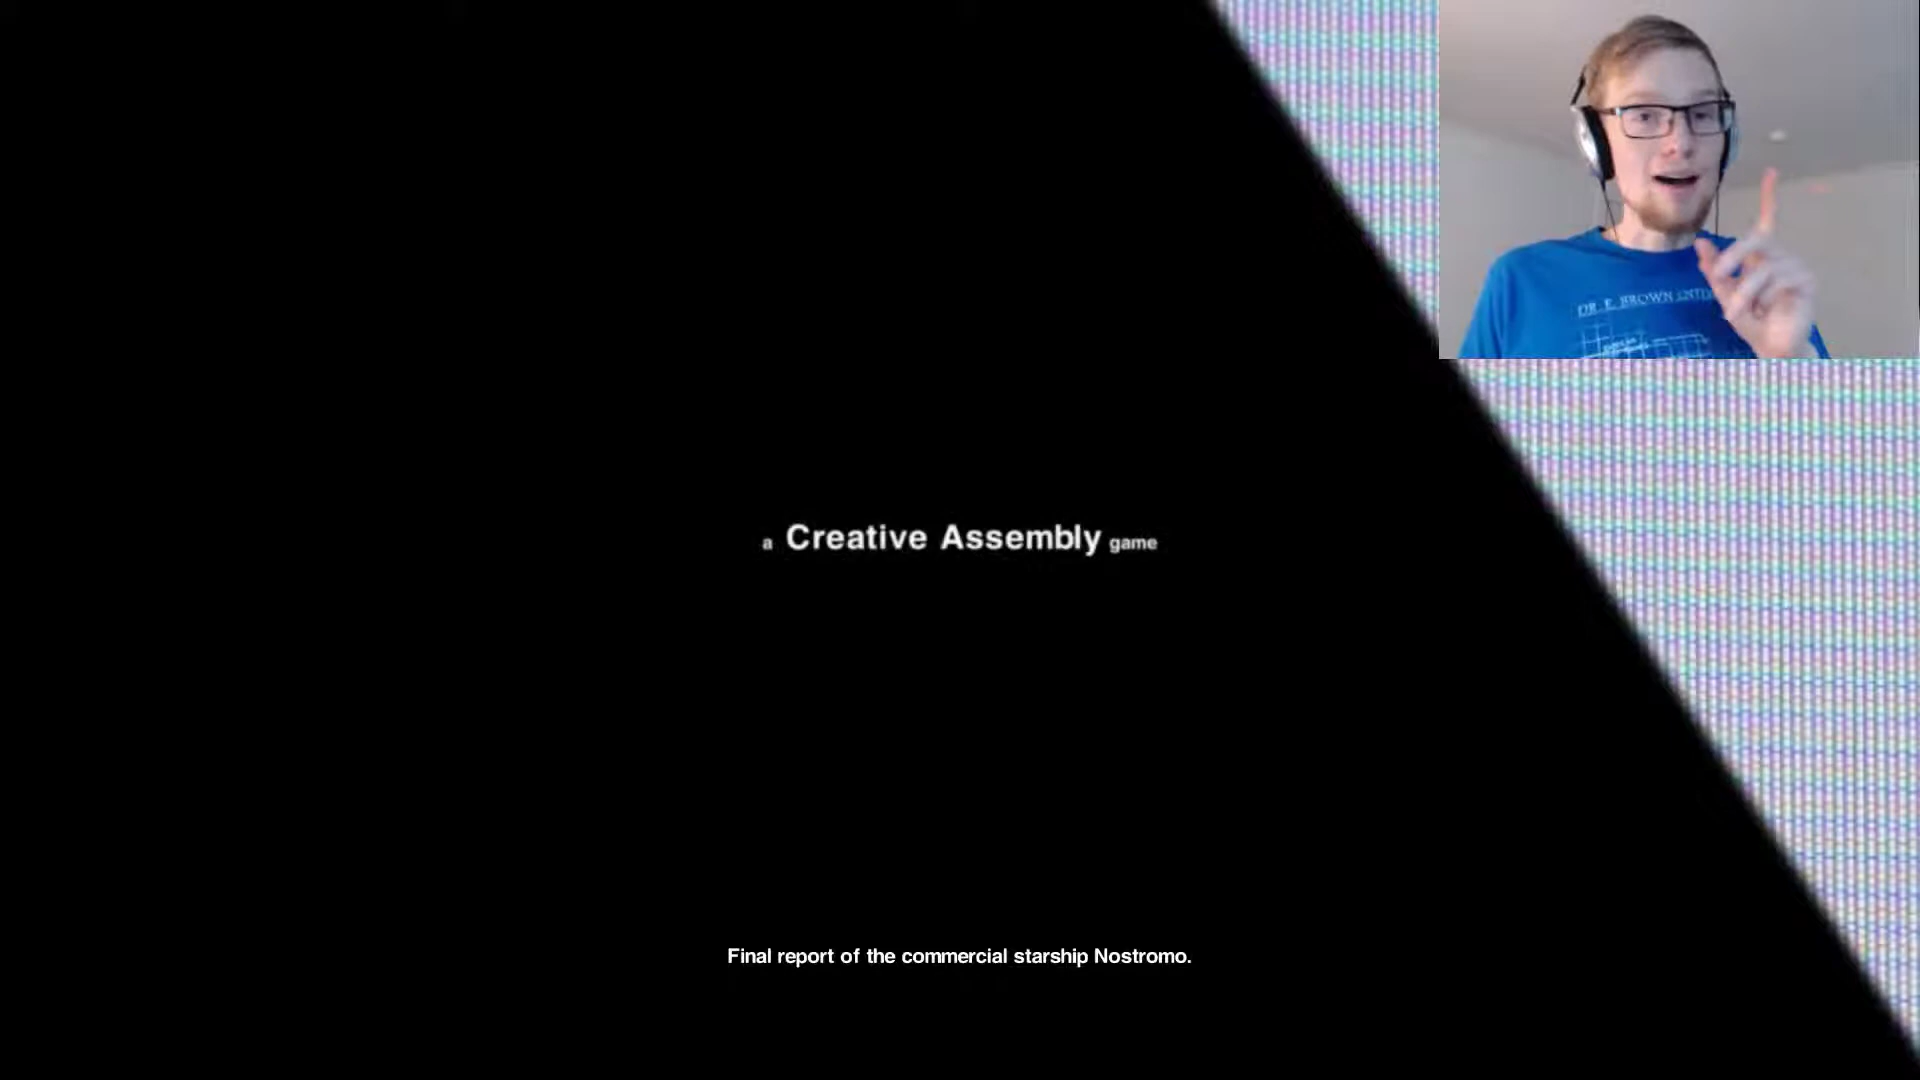 DR. E. BROWN
a Creative Assembly game
Final report of the commercial starship Nostromo.